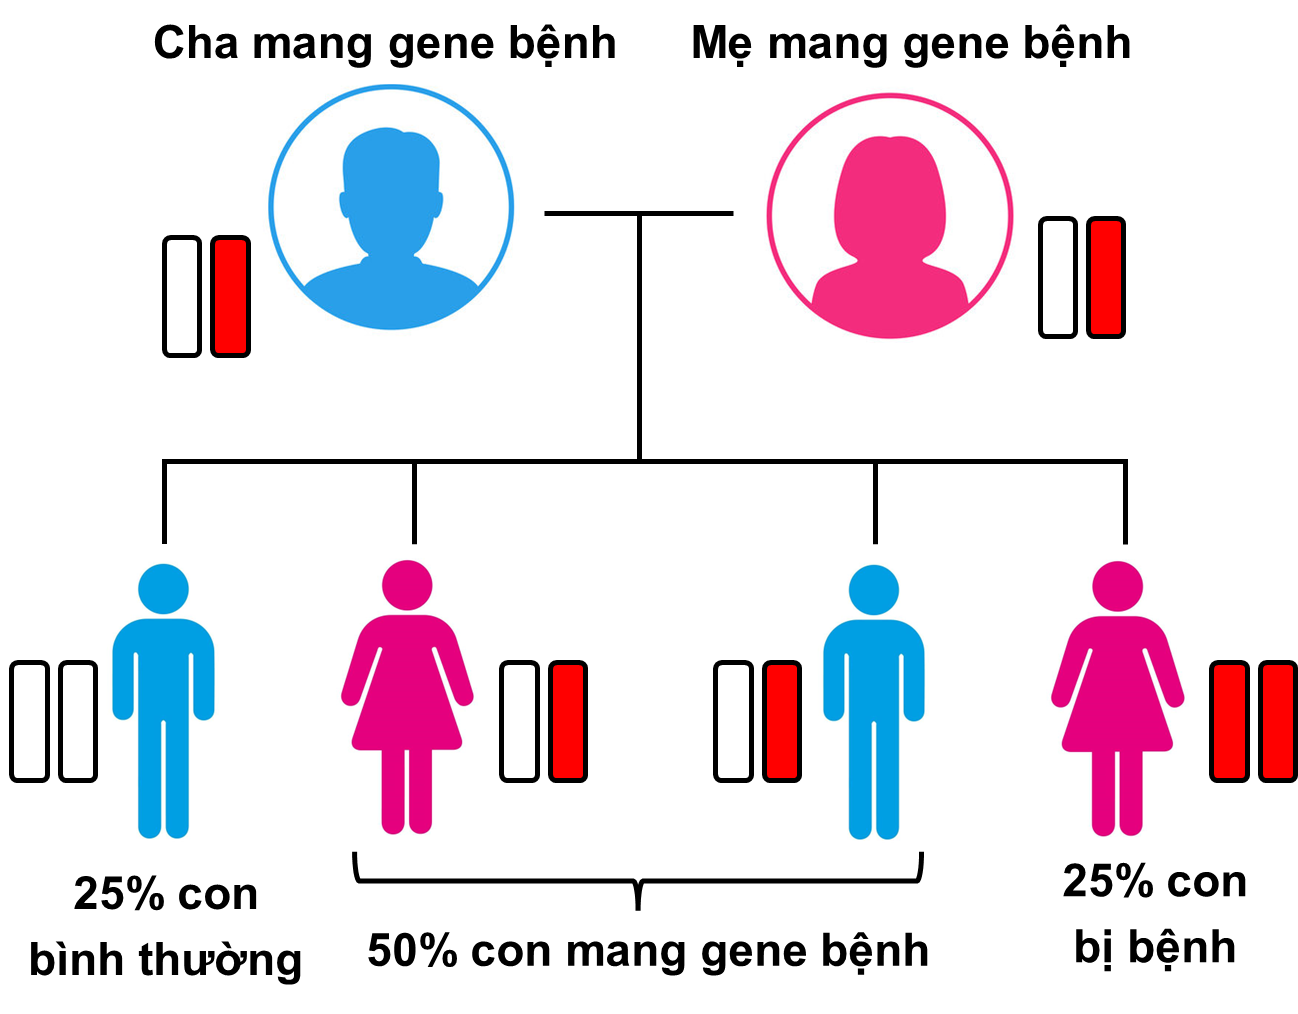 Cha mang gene bệnh
Mẹ mang gene bệnh
25% con
bình thường
50% con mang gene bệnh
25% con
bị bệnh